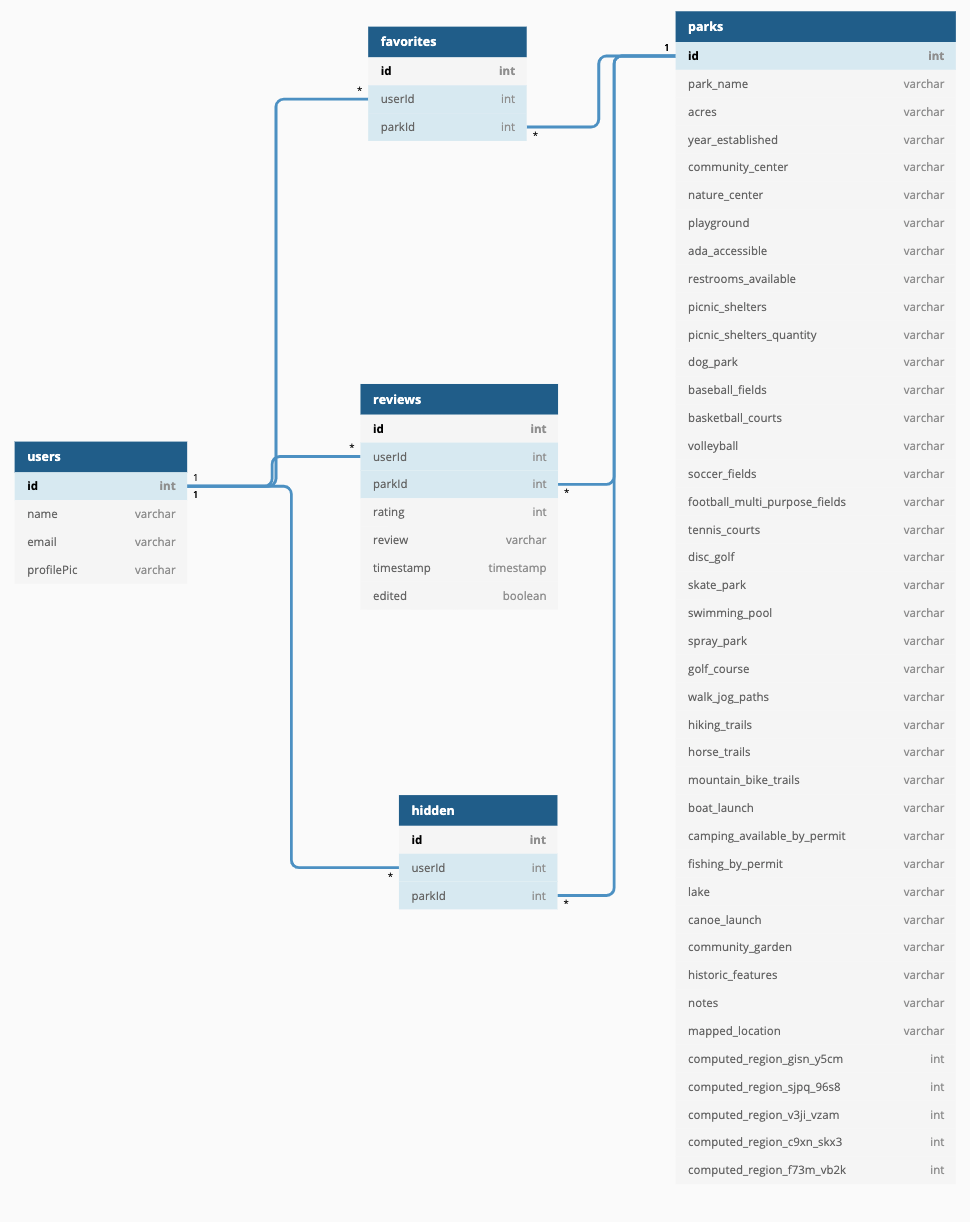 favorites
id int
* userId int
parkId int *
users
id int 1
1
name varchar
email varchar
profilePic varchar
reviews
id int
* userId int
parkId int *
rating int
review varchar
timestamp timestamp
edited boolean
hidden
id int
userId int
*
parkId int *
parks
1 id int
park_name varchar
acres varchar
year_established varchar
community_center varchar
nature_center varchar
playground varchar
ada_accessible varchar
restrooms_available varchar
picnic_shelters varchar
picnic_shelters_quantity varchar
dog_park varchar
baseball_fields varchar
basketball_courts varchar
volleyball varchar
soccer_fields varchar
football_multi_purpose_fields varchar
tennis_courts varchar
disc_golf varchar
skate_park varchar
swimming_pool varchar
spray_park varchar
golf_course varchar
walk_jog_paths varchar
hiking_trails varchar
horse_trails varchar
mountain_bike_trails varchar
boat_launch varchar
camping_available_by_permit varchar
fishing_by_permit varchar
lake varchar
canoe_launch varchar
community_garden varchar
historic_features varchar
notes varchar
mapped_location varchar
computed_region_gisn_y5cm int
computed_region_sjpq_96s8 int
computed_region_v3ji_vzam int
computed_region_c9xn_skx3 int
computed_region_f73m_vb2k int